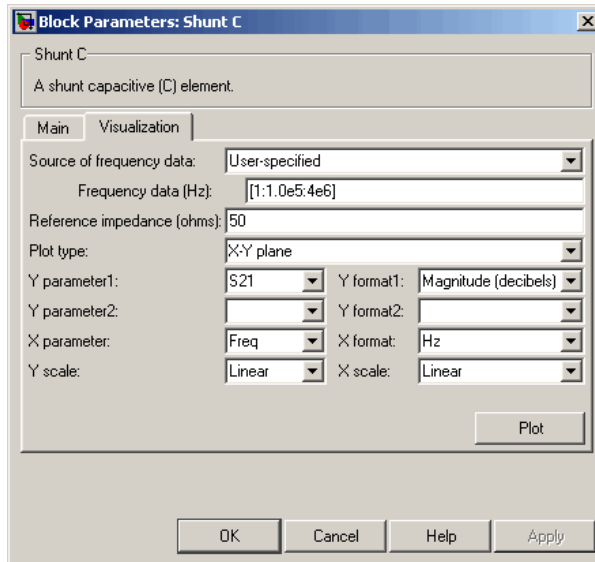 Block Parameters: Shunt C
Shunt C
A shunt capacitive (C) element.
Main Visualization
Source of frequency data: User-specified
Frequency data (Hz): [1:1.0e5:4e6]
Reference impedance (ohms): 50
Plot type: X-Y plane
Y parameter1: S21 Y format1: Magnitude (decibels)
Y parameter2: Y format2:
X parameter: Freq X format: Hz
Y scale: Linear X scale: Linear
Plot
OK Cancel Help Apply